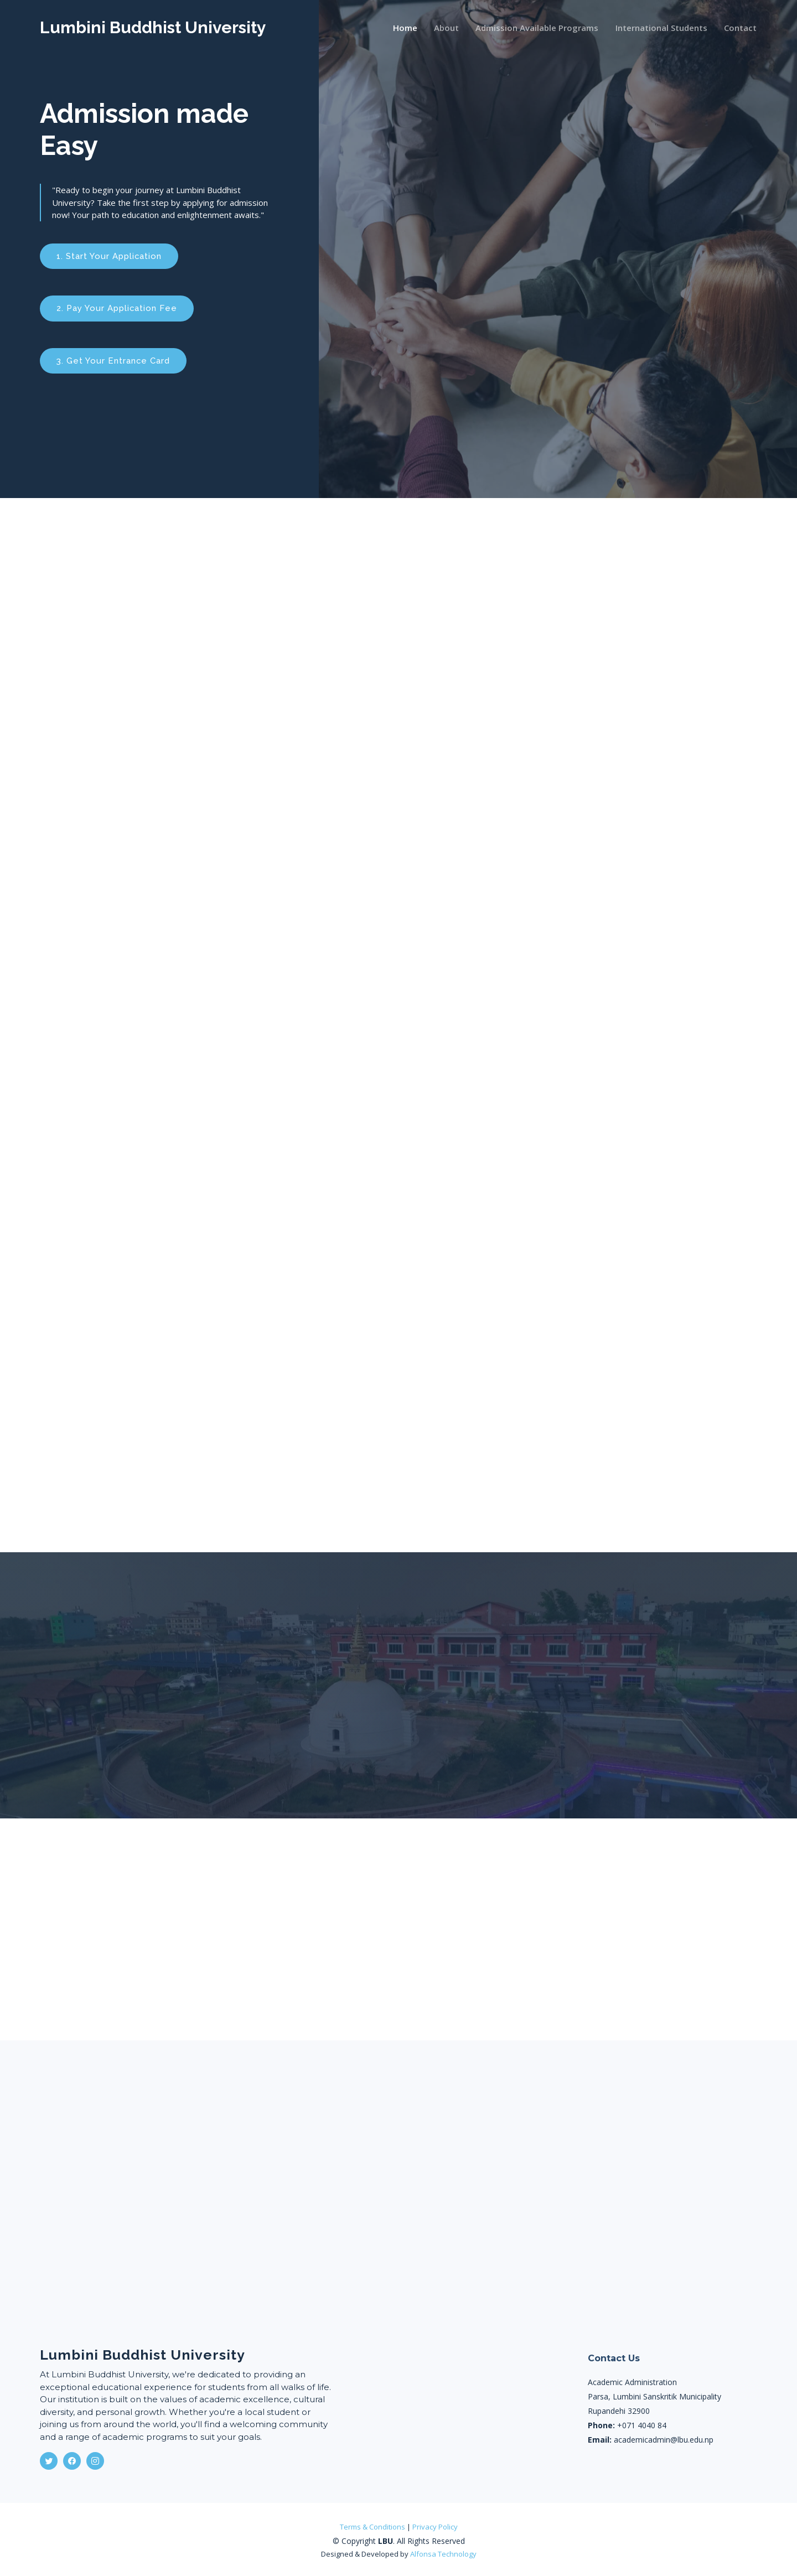 Lumbini Buddhist University
Home About Admission Available Programs International Students Contact
Admission made
Easy
"Ready to begin your journey at Lumbini Buddhist
University? Take the first step by applying for admission
now! Your path to education and enlightenment awaits."
1. Start Your Application
2. Pay Your Application Fee
3. Get Your Entrance Card
Lumbini Buddhist University
At Lumbini Buddhist University, we're dedicated to providing an
exceptional educational experience for students from all walks of life.
Our institution is built on the values of academic excellence, cultural
diversity, and personal growth. Whether you're a local student or
joining us from around the world, you'll find a welcoming community
and a range of academic programs to suit your goals.
Contact Us
Academic Administration
Parsa, Lumbini Sanskritik Municipality
Rupandehi 32900
Phone: +071 4040 84
Email: academicadmin@lbu.edu.np
Terms & Conditions | Privacy Policy
© Copyright LBU. All Rights Reserved
Designed & Developed by Alfonsa Technology